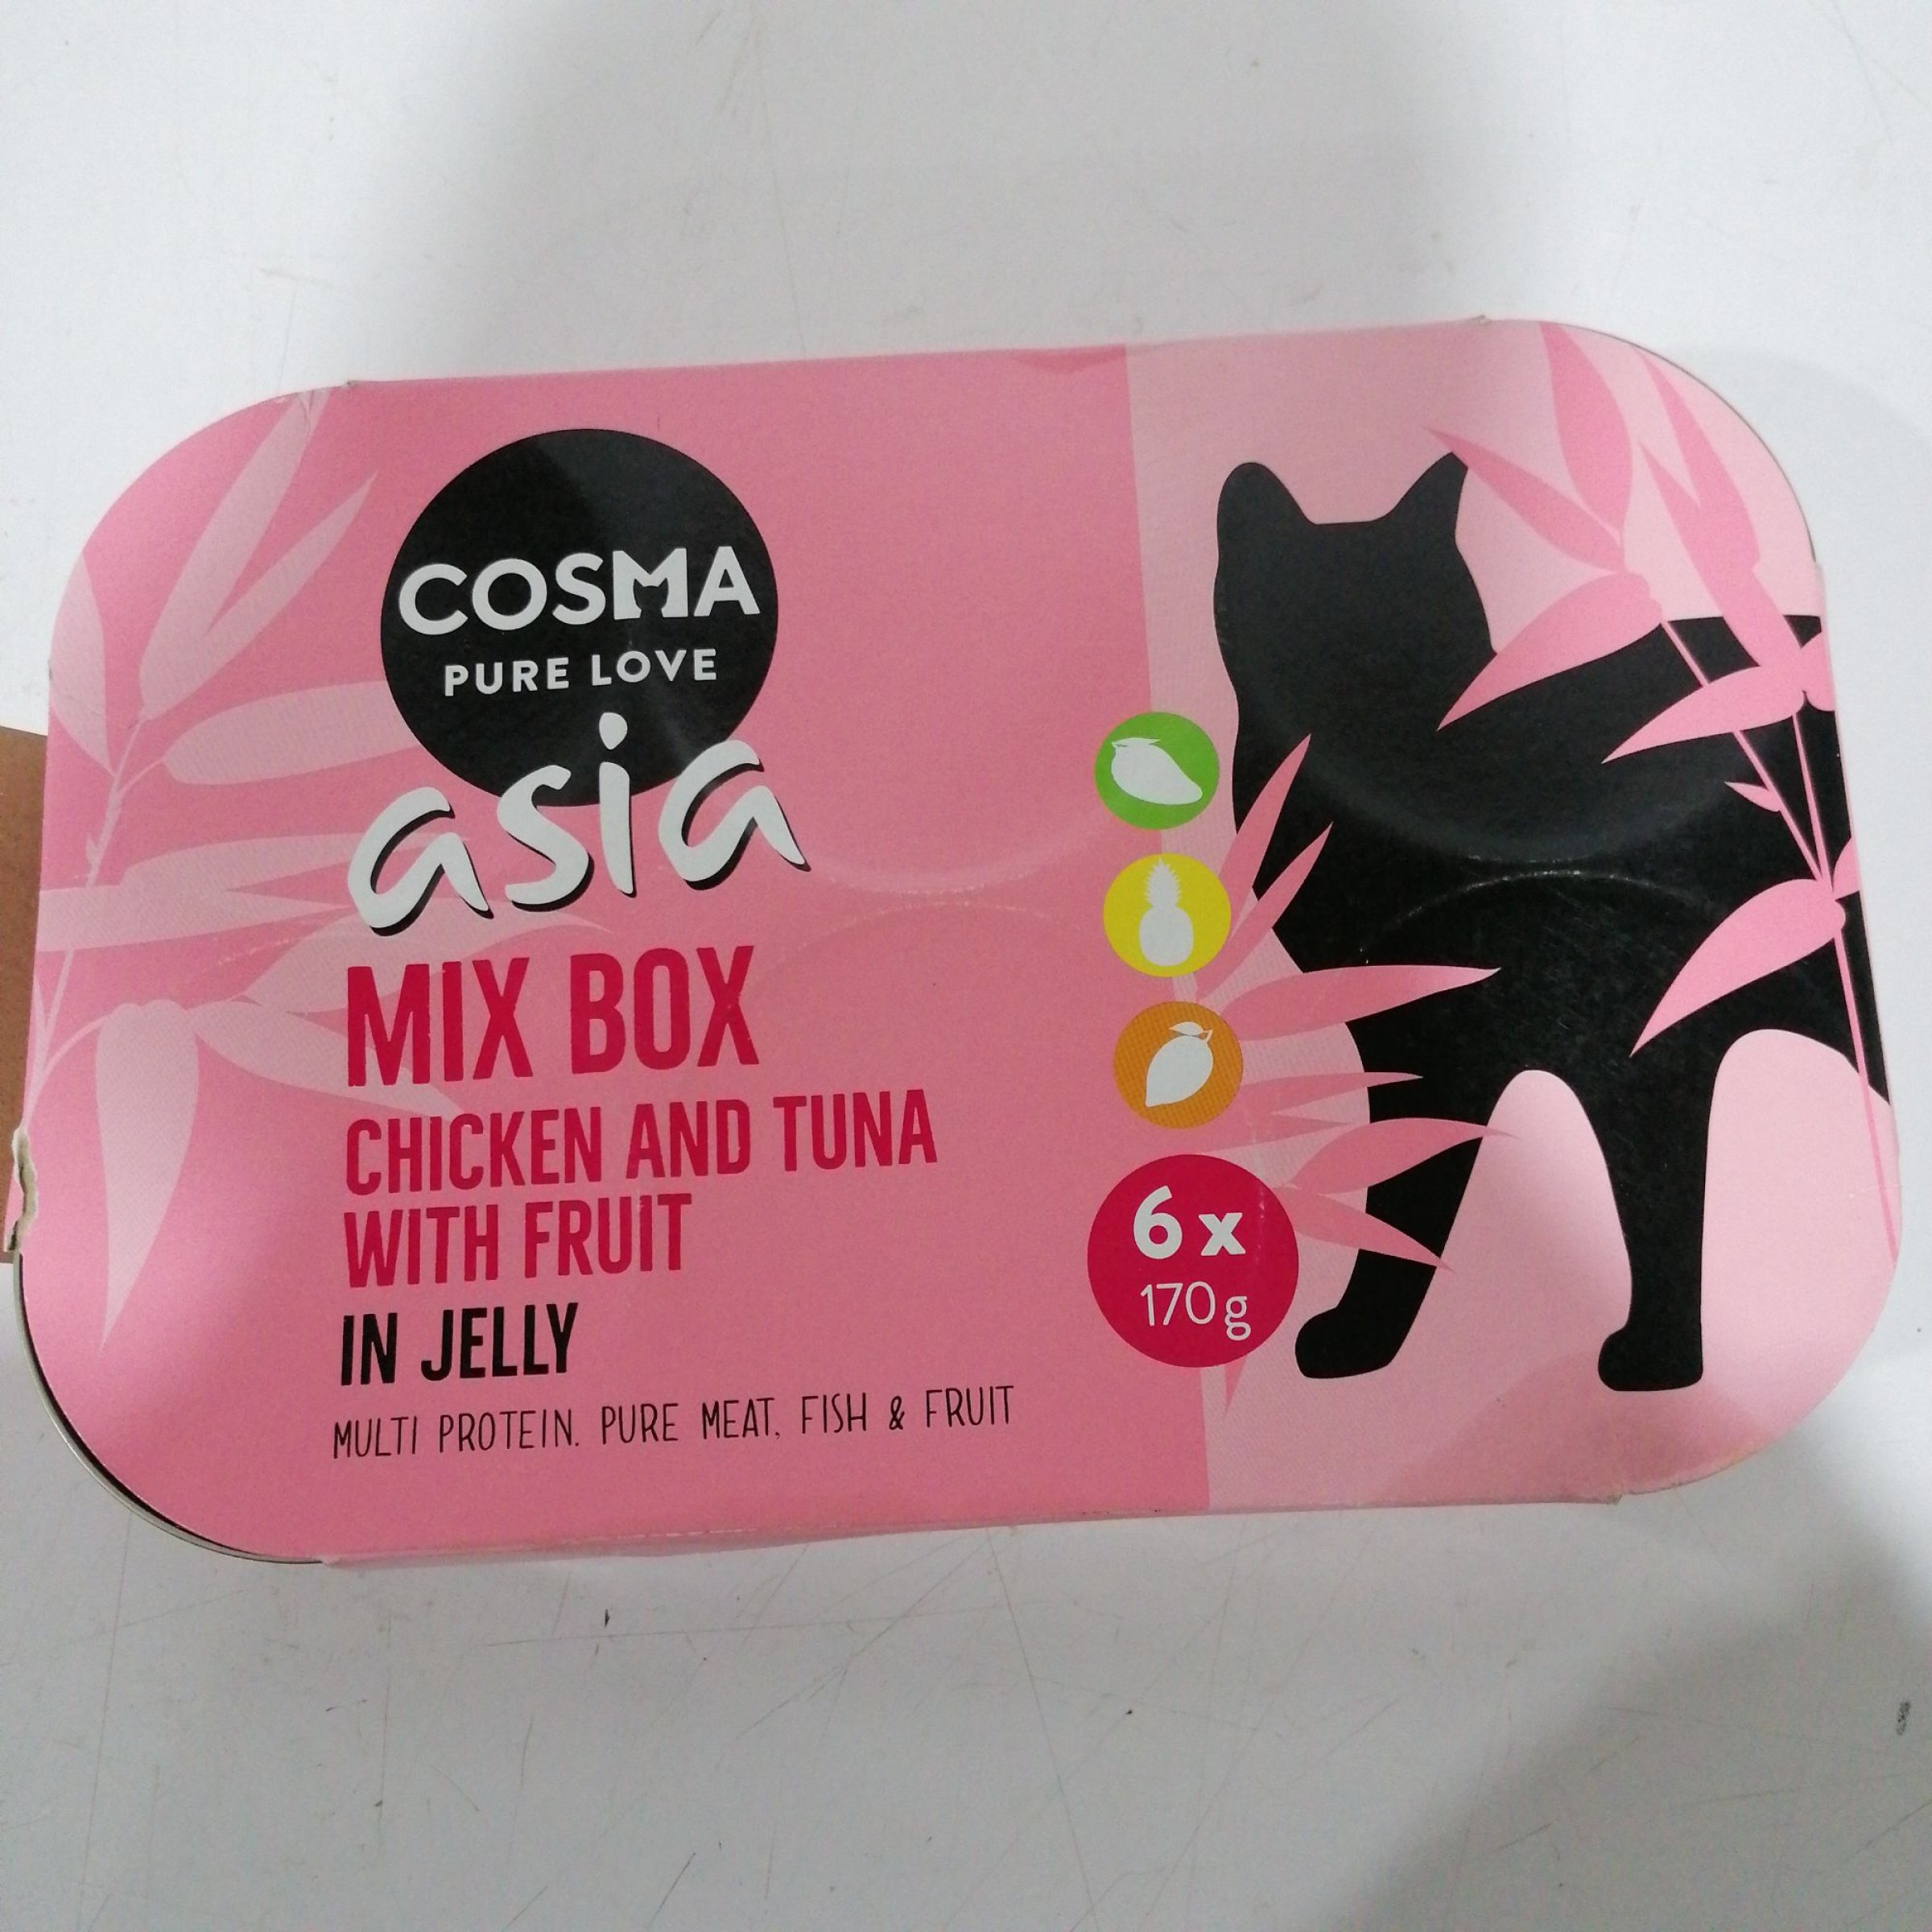 COSMA
PURE LOVE
asia
MIX BOX
CHICKEN AND TUNA
WITH FRUIT
IN JELLY
MULTI PROTEIN. PURE MEAT, FISH & FRUIT
6 x
170g